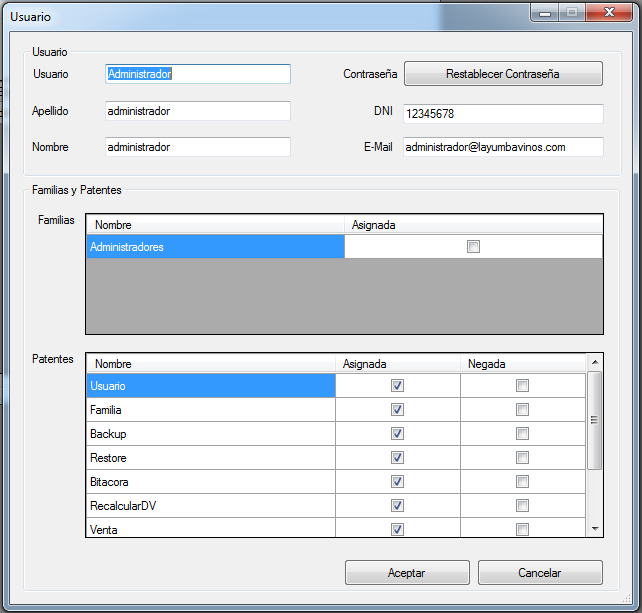 Usuario
Usuario
Usuario Administrador Contraseña Restablecer Contraseña
Apellido administrador DNI 12345678
Nombre administrador E-Mail administrador@layumbavinos.com
Familias y Patentes
Familias Nombre Asignada
Administradores
Patentes Nombre Asignada Negada
Usuario
Familia
Backup
Restore
Bitacora
RecalcularDV
Venta
Aceptar Cancelar